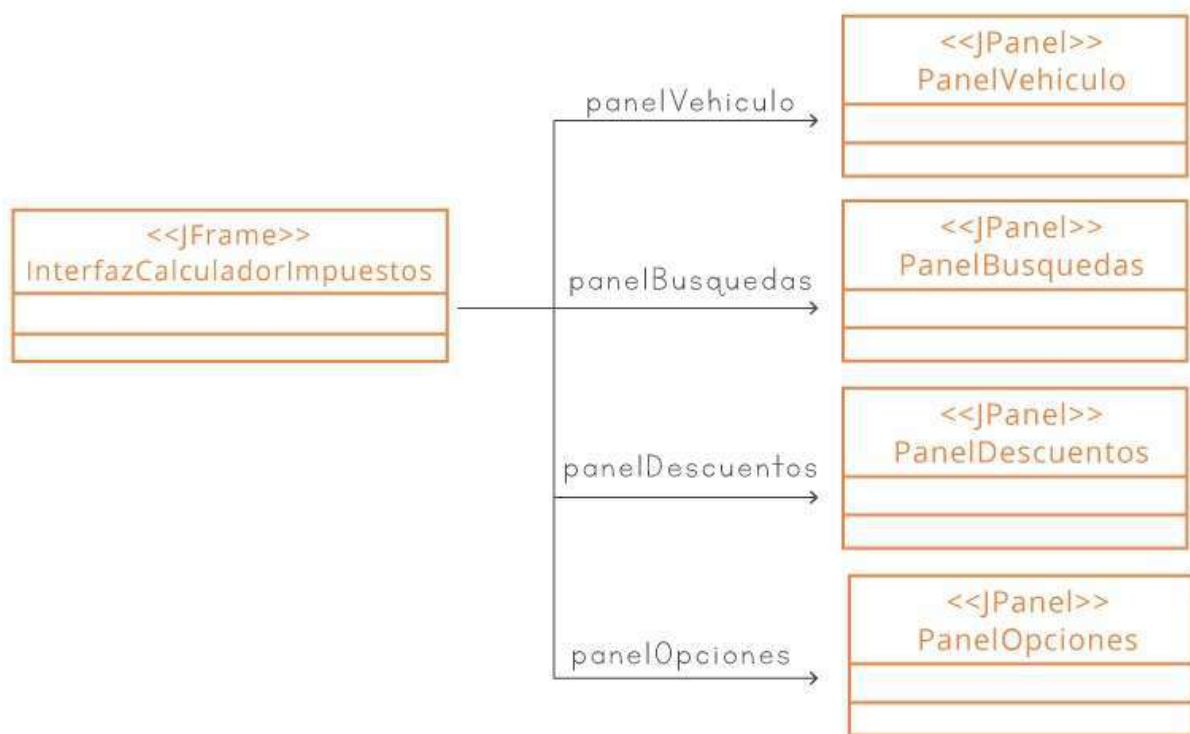 <<JFrame>>
InterfazCalculadorImpuestos
panelVehiculo
<<JPanel>>
PanelVehiculo
panelBusquedas
<<JPanel>>
PanelBusquedas
panelDescuentos
<<JPanel>>
PanelDescuentos
panelOpciones
<<JPanel>>
PanelOpciones